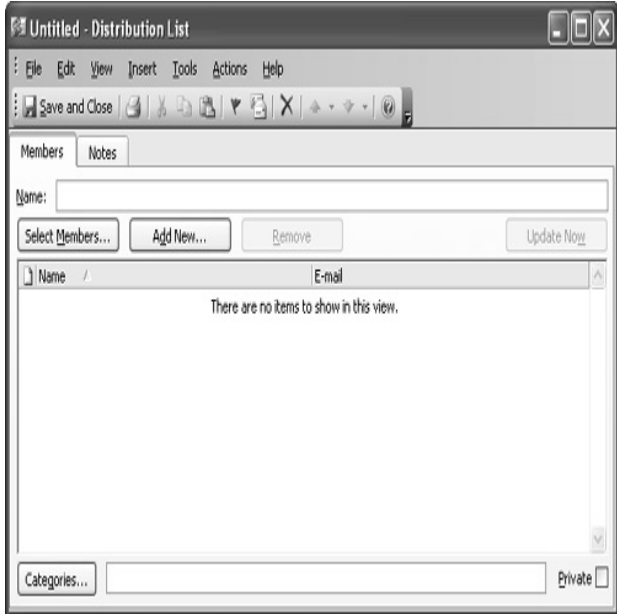 Untitled - Distribution List
File Edit View Insert Tools Actions Help
Save and Close
Members Notes
Name:
Select Members... Add New... Remove Update Now
Name E-mail
There are no items to show in this view.
Categories... Private